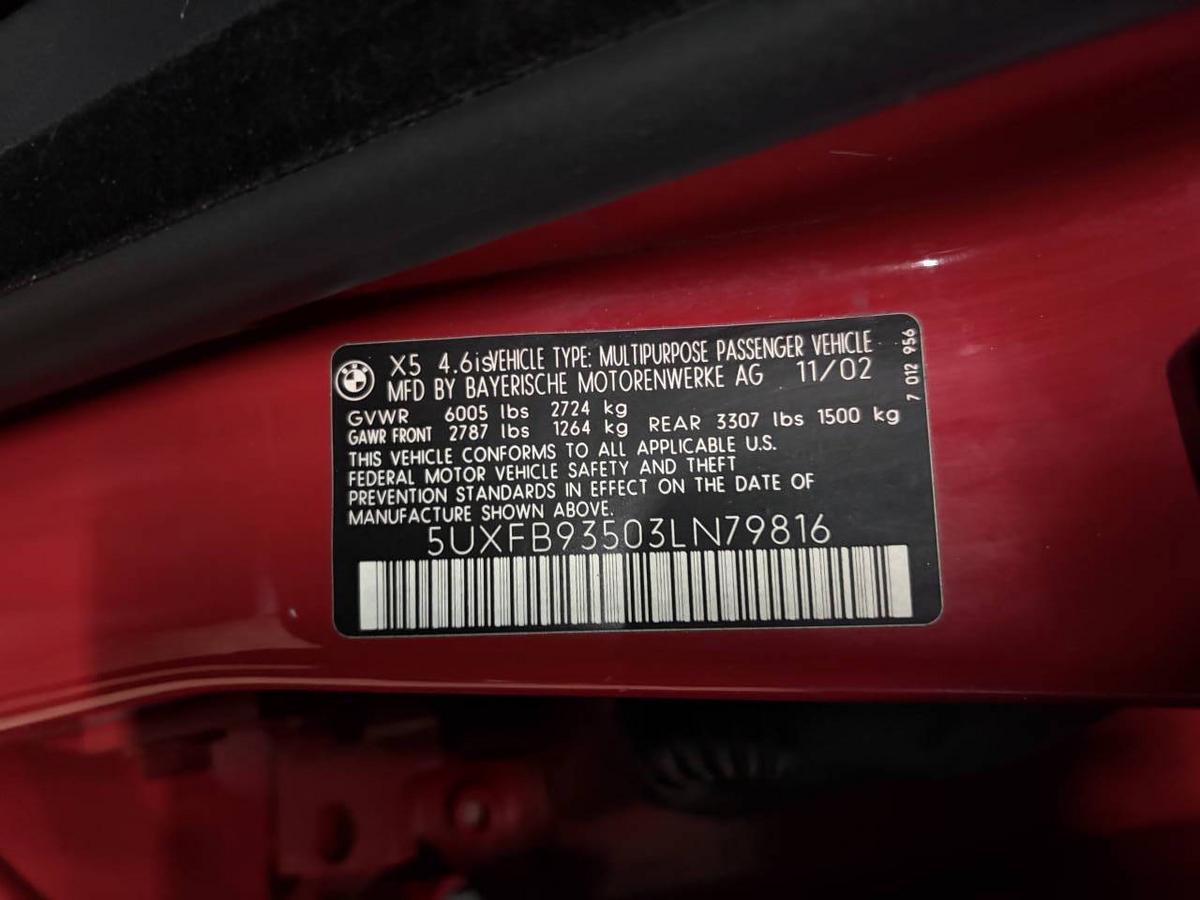 X5 4.6is VEHICLE TYPE: MULTIPURPOSE PASSENGER VEHICLE
MFD BY BAYERISCHE MOTORENWERKE AG 11/02
GVWR 6005 lbs 2724 kg
GAWR FRONT 2787 lbs 1264 kg REAR 3307 lbs 1500 kg
THIS VEHICLE CONFORMS TO ALL APPLICABLE U.S.
FEDERAL MOTOR VEHICLE SAFETY AND THEFT
PREVENTION STANDARDS IN EFFECT ON THE DATE OF
MANUFACTURE SHOWN ABOVE.
5UXFB93503LN79816
7 012 956